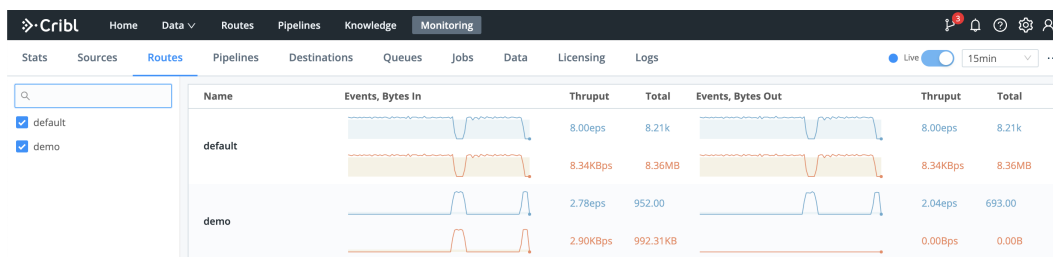 Cribl Home Data Routes Pipelines Knowledge Monitoring 3
Stats Sources Routes Pipelines Destinations Queues Jobs Data Licensing Logs Live 15min
Name Events, Bytes In Thruput Total Events, Bytes Out Thruput Total
default
demo
default
8.00eps 8.21k 8.00eps 8.21k
8.34KBps 8.36MB 8.34KBps 8.36MB
demo
2.78eps 952.00 2.04eps 693.00
2.90KBps 992.31KB 0.00Bps 0.00B